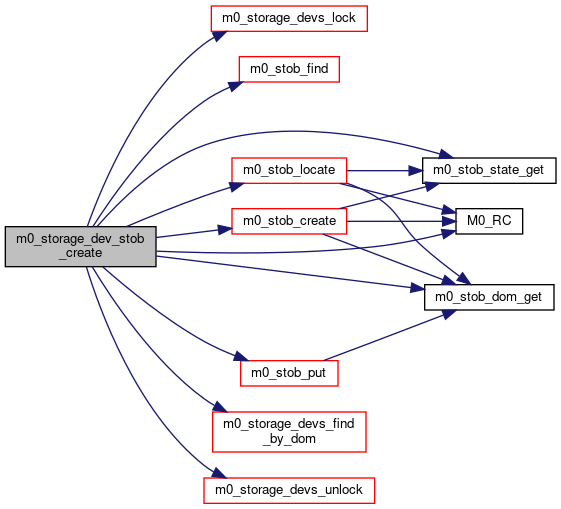 m0_storage_devs_lock
m0_stob_find
m0_stob_locate
m0_stob_state_get
m0_stob_create
M0_RC
m0_storage_dev_stob
_create
m0_stob_dom_get
m0_stob_put
m0_storage_devs_find
_by_dom
m0_storage_devs_unlock